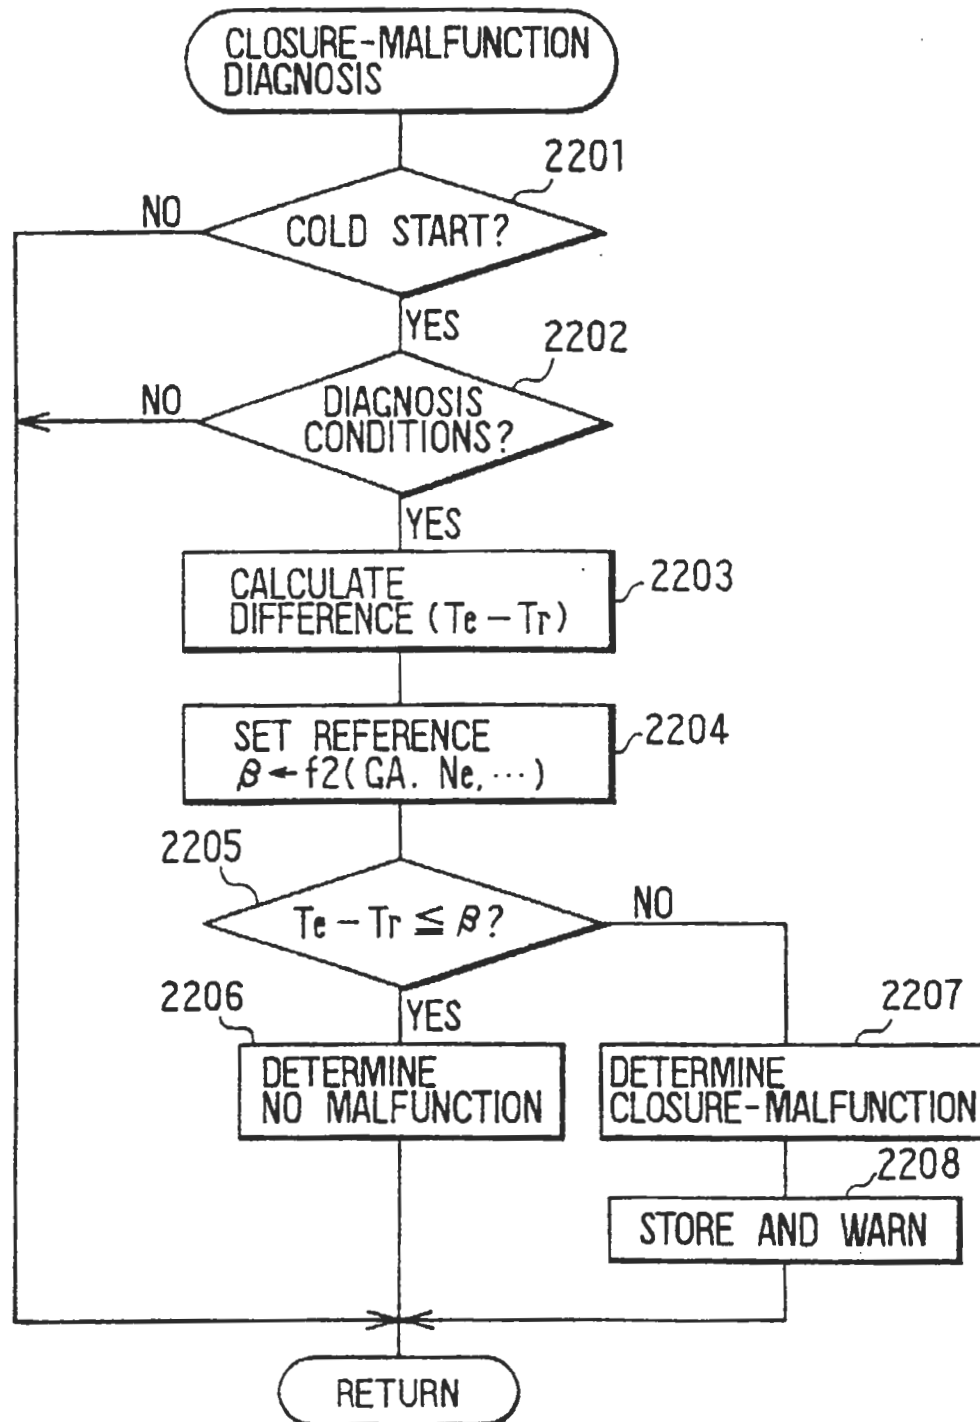 CLOSURE-MALFUNCTION
DIAGNOSIS
2201
NO
COLD START?
YES
2202
NO
DIAGNOSIS
CONDITIONS?
YES
2203
CALCULATE
DIFFERENCE (Te - Tr)
2204
SET REFERENCE
β ← f2(GA. Ne, ···)
2205
NO
Te - Tr ≦ β?
2206
YES
2207
DETERMINE
NO MALFUNCTION
DETERMINE
CLOSURE-MALFUNCTION
2208
STORE AND WARN
RETURN